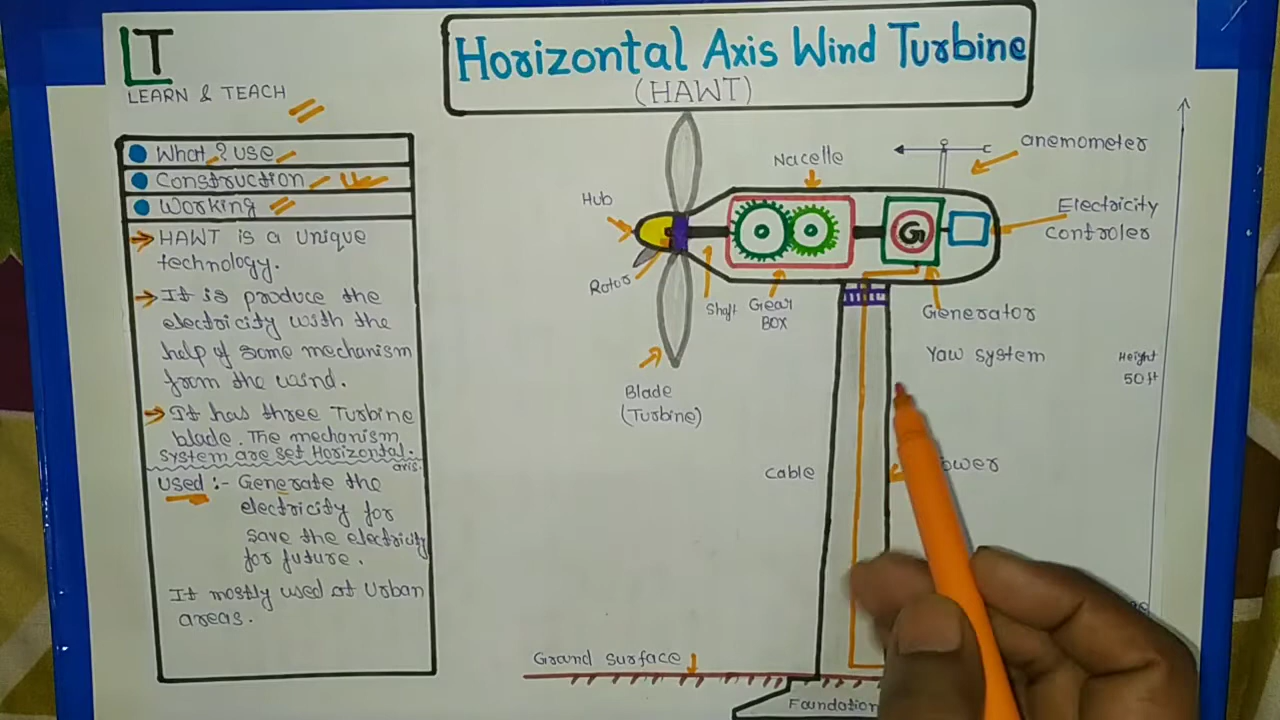 LT
LEARN & TEACH
Horizontal Axis Wind Turbine
(HAWT)
What ? use
Construction
Working
HAWT is a unique
technology.
It is produce the
electricity with the
help of some mechanism
from the wind.
It has three Turbine
blade. The mechanism
system are set Horizontal.
axis.
used :- Generate the
electricity for
save the electricity
for future.
It mostly used at Urban
areas.
Nacelle
anemometer
Hub
Electricity
controler
Rotor
Shaft
Gear
BOX
Generator
Yaw system
Height
50 ft
Blade
(Turbine)
Cable
ower
Ground surface
Foundation
G